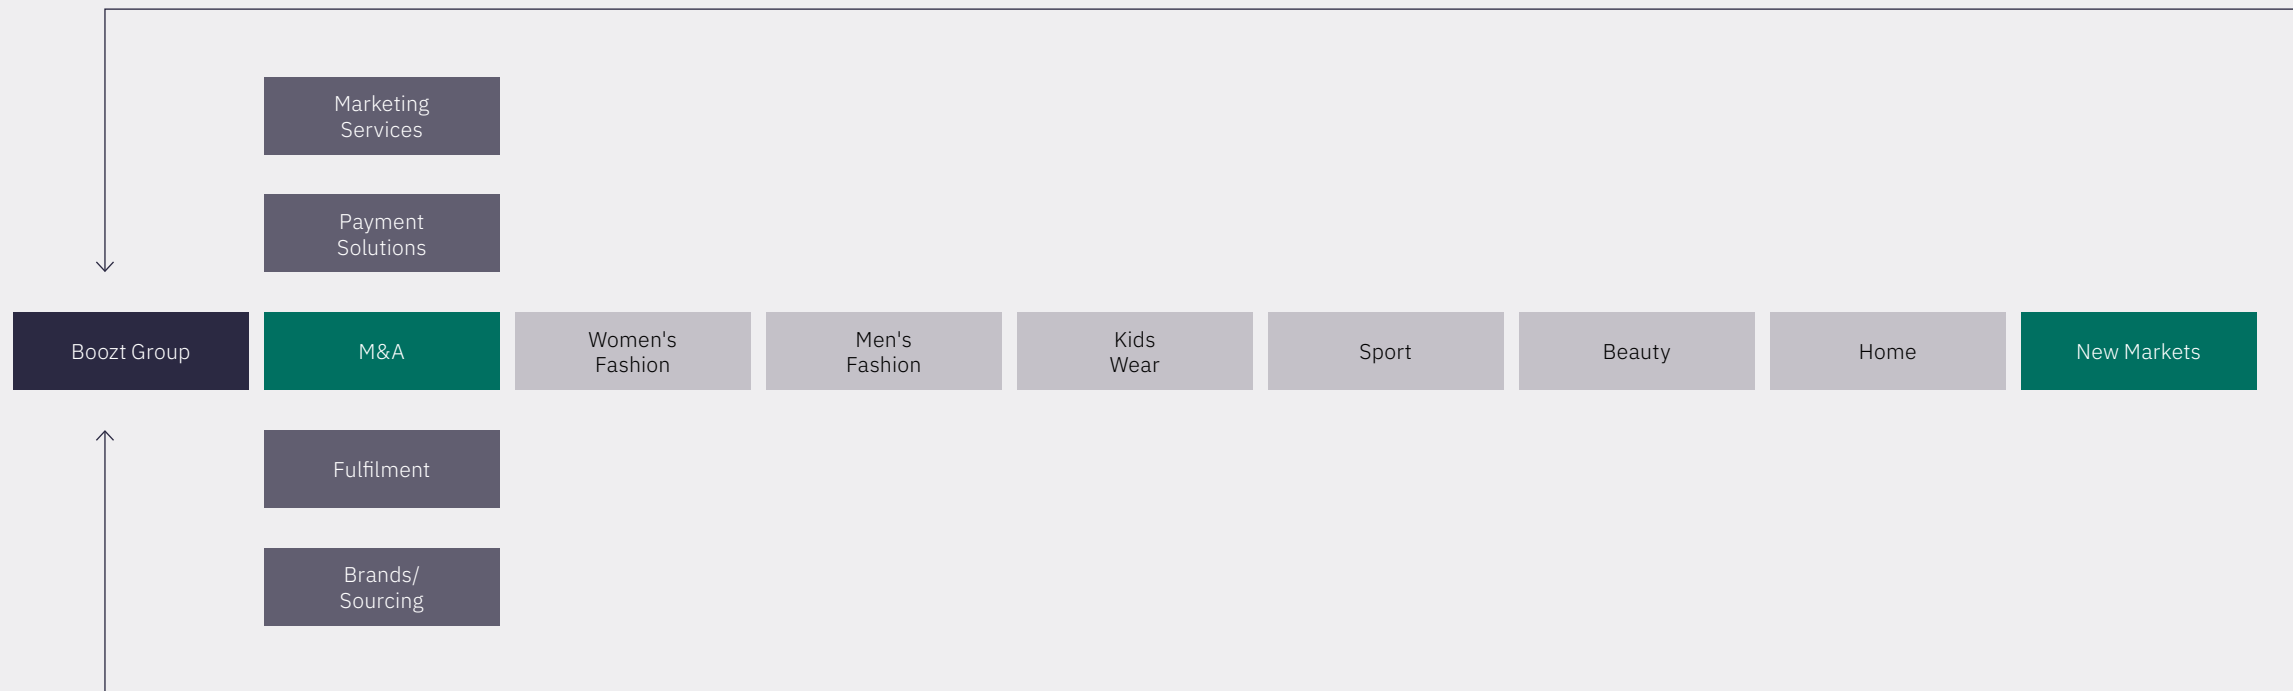 Marketing
Services
Payment
Solutions
Boozt Group
M&A
Women's
Fashion
Men's
Fashion
Kids
Wear
Sport
Beauty
Home
New Markets
Fulfilment
Brands/
Sourcing